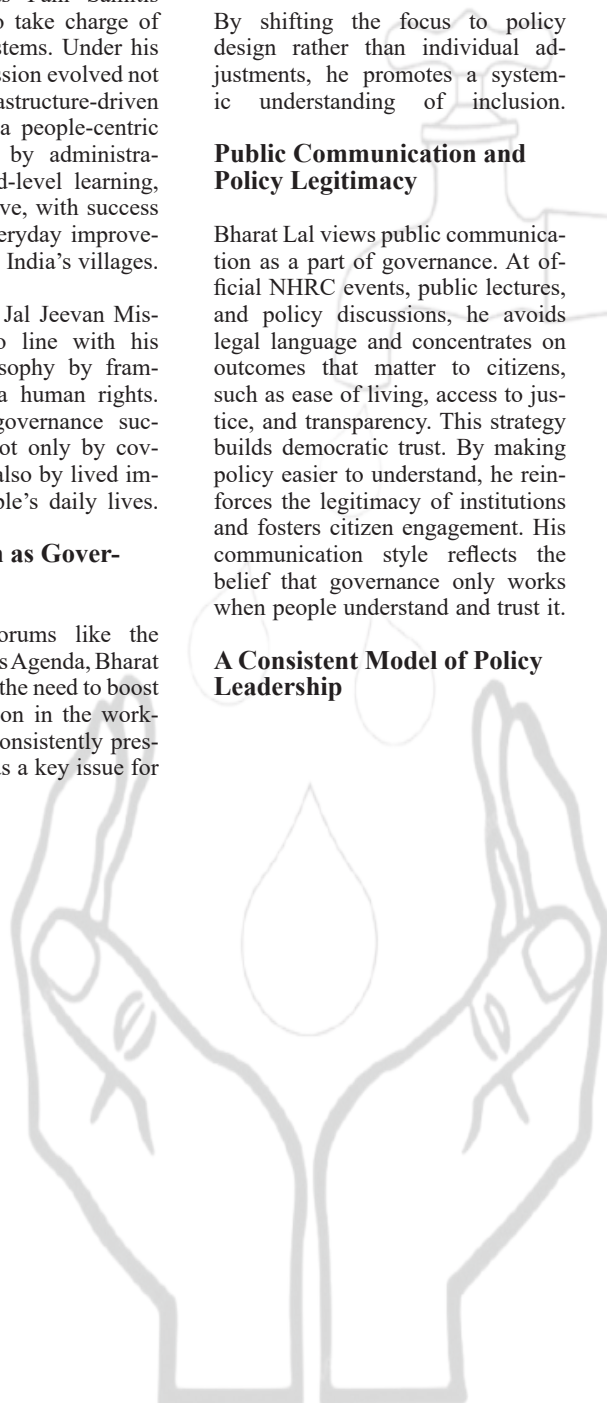 s Pani Samitis
o take charge of
stems. Under his
ssion evolved not
astructure-driven
a people-centric
by administra-
d-level learning,
ve, with success
eryday improve-
India's villages.
Jal Jeevan Mis-
o line with his
sophy by fram-
a human rights.
governance suc-
ot only by cov-
also by lived im-
ple's daily lives.
n as Gover-
orums like the
s Agenda, Bharat
the need to boost
on in the work-
onsistently pres-
as a key issue for
By shifting the focus to policy
design rather than individual ad-
justments, he promotes a system-
ic understanding of inclusion.
Public Communication and
Policy Legitimacy
Bharat Lal views public communica-
tion as a part of governance. At of-
ficial NHRC events, public lectures,
and policy discussions, he avoids
legal language and concentrates on
outcomes that matter to citizens,
such as ease of living, access to jus-
tice, and transparency. This strategy
builds democratic trust. By making
policy easier to understand, he rein-
forces the legitimacy of institutions
and fosters citizen engagement. His
communication style reflects the
belief that governance only works
when people understand and trust it.
A Consistent Model of Policy
Leadership